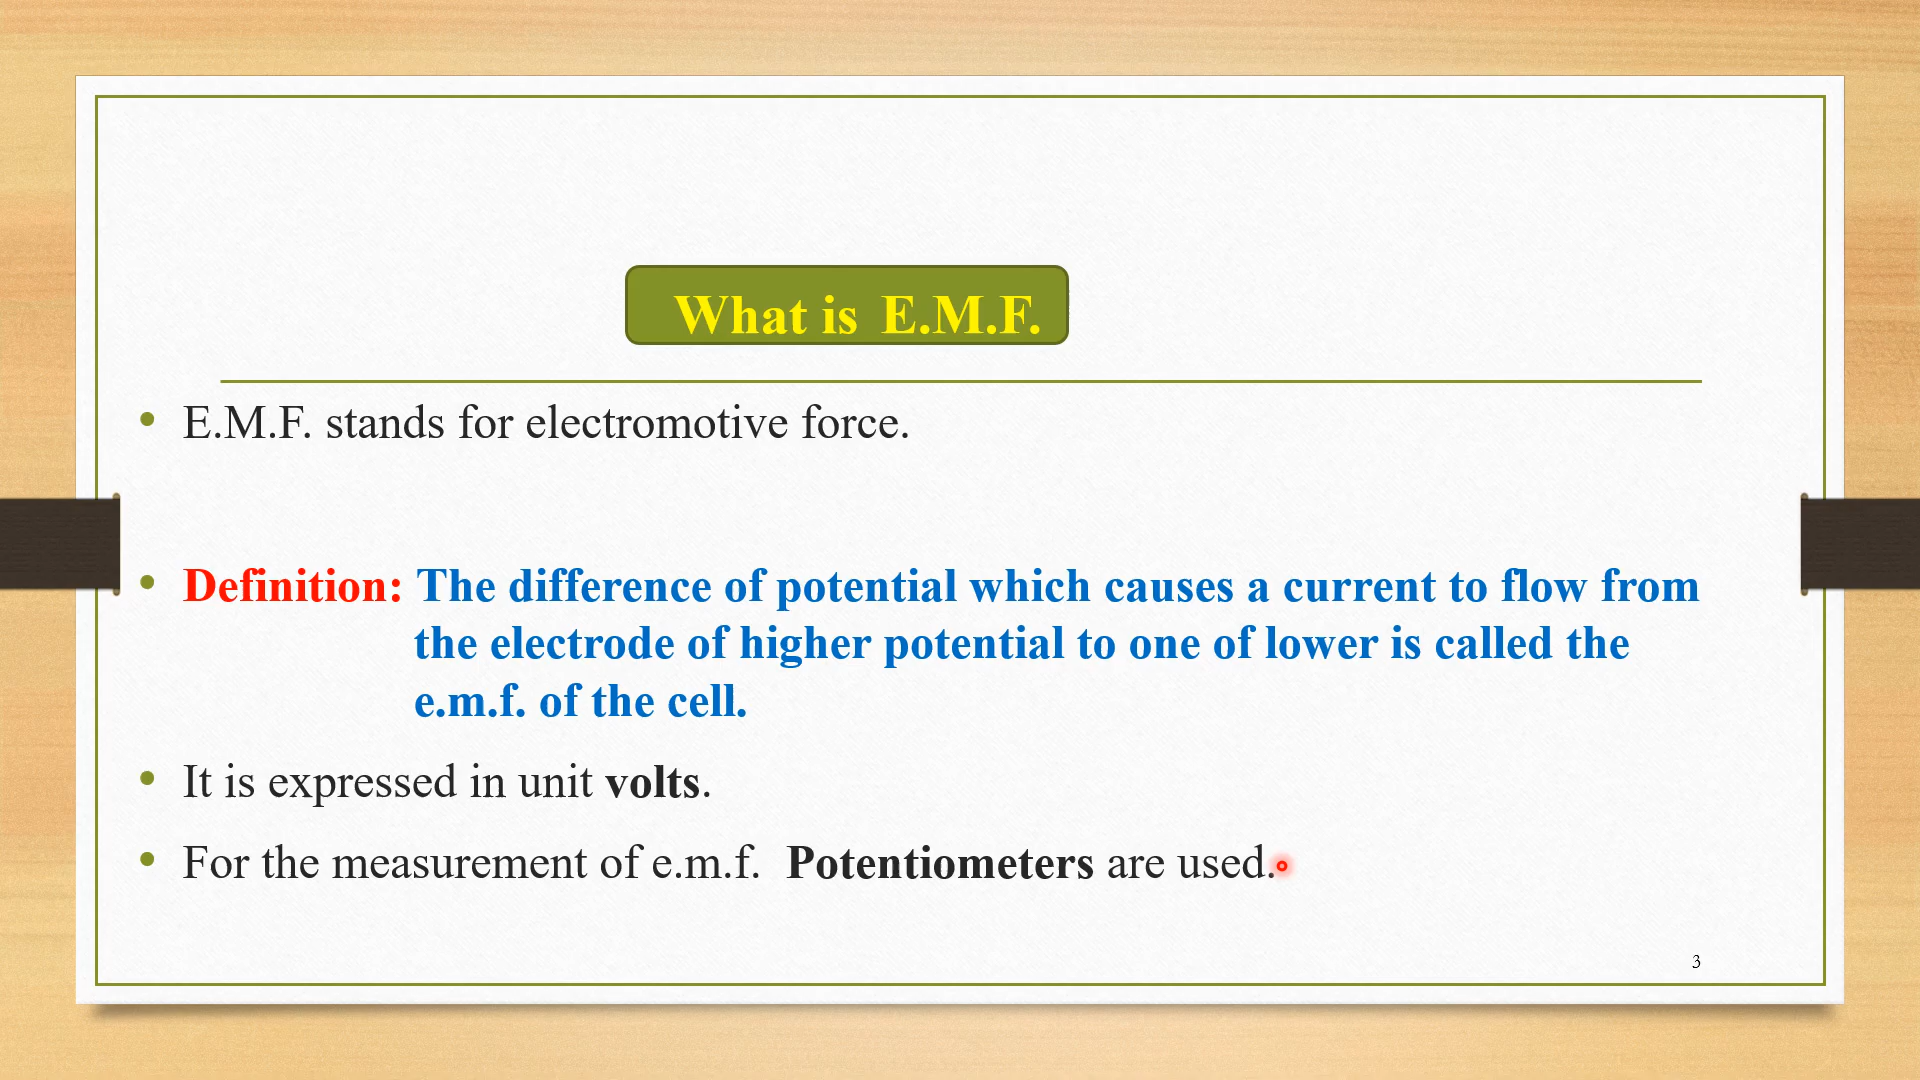 What is E.M.F.
• E.M.F. stands for electromotive force.
• Definition: The difference of potential which causes a current to flow from
the electrode of higher potential to one of lower is called the
e.m.f. of the cell.
• It is expressed in unit volts.
• For the measurement of e.m.f. Potentiometers are used.
3